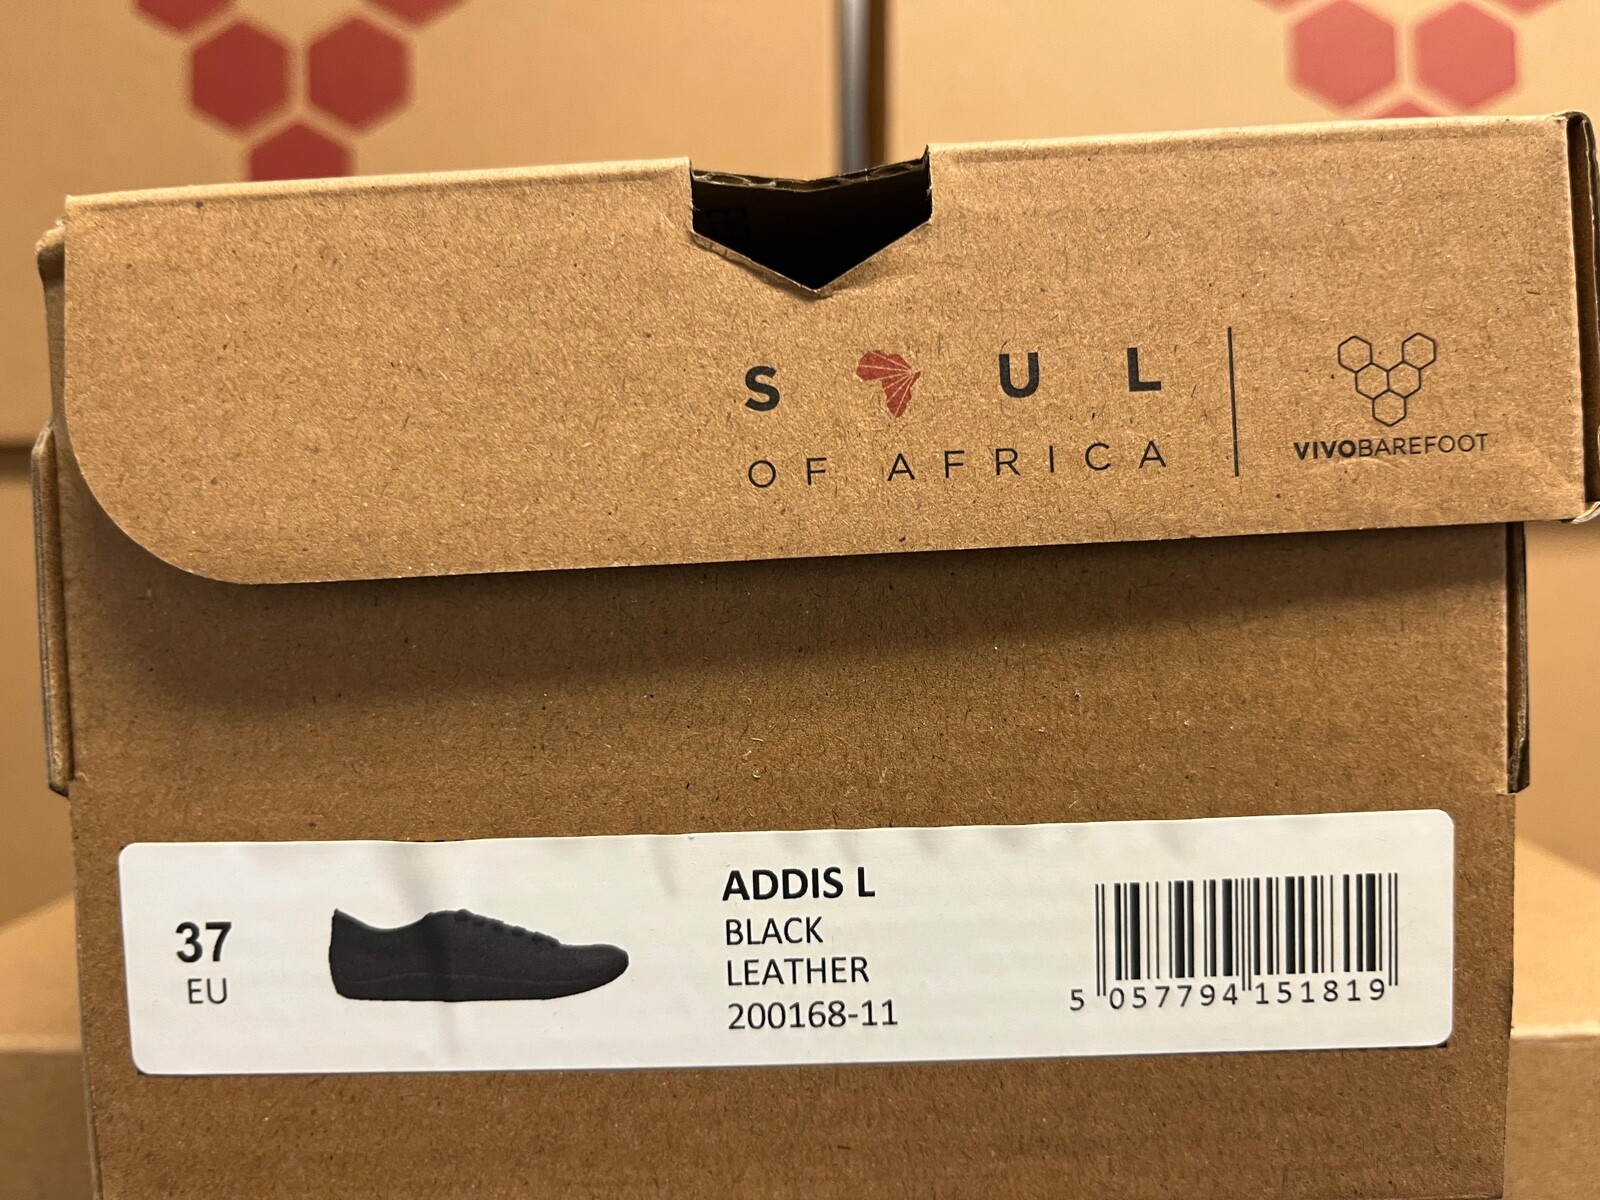 S UL
OF AFRICA
VIVOBAREFOOT
37
EU
ADDIS L
BLACK
LEATHER
200168-11
5 057794 151819